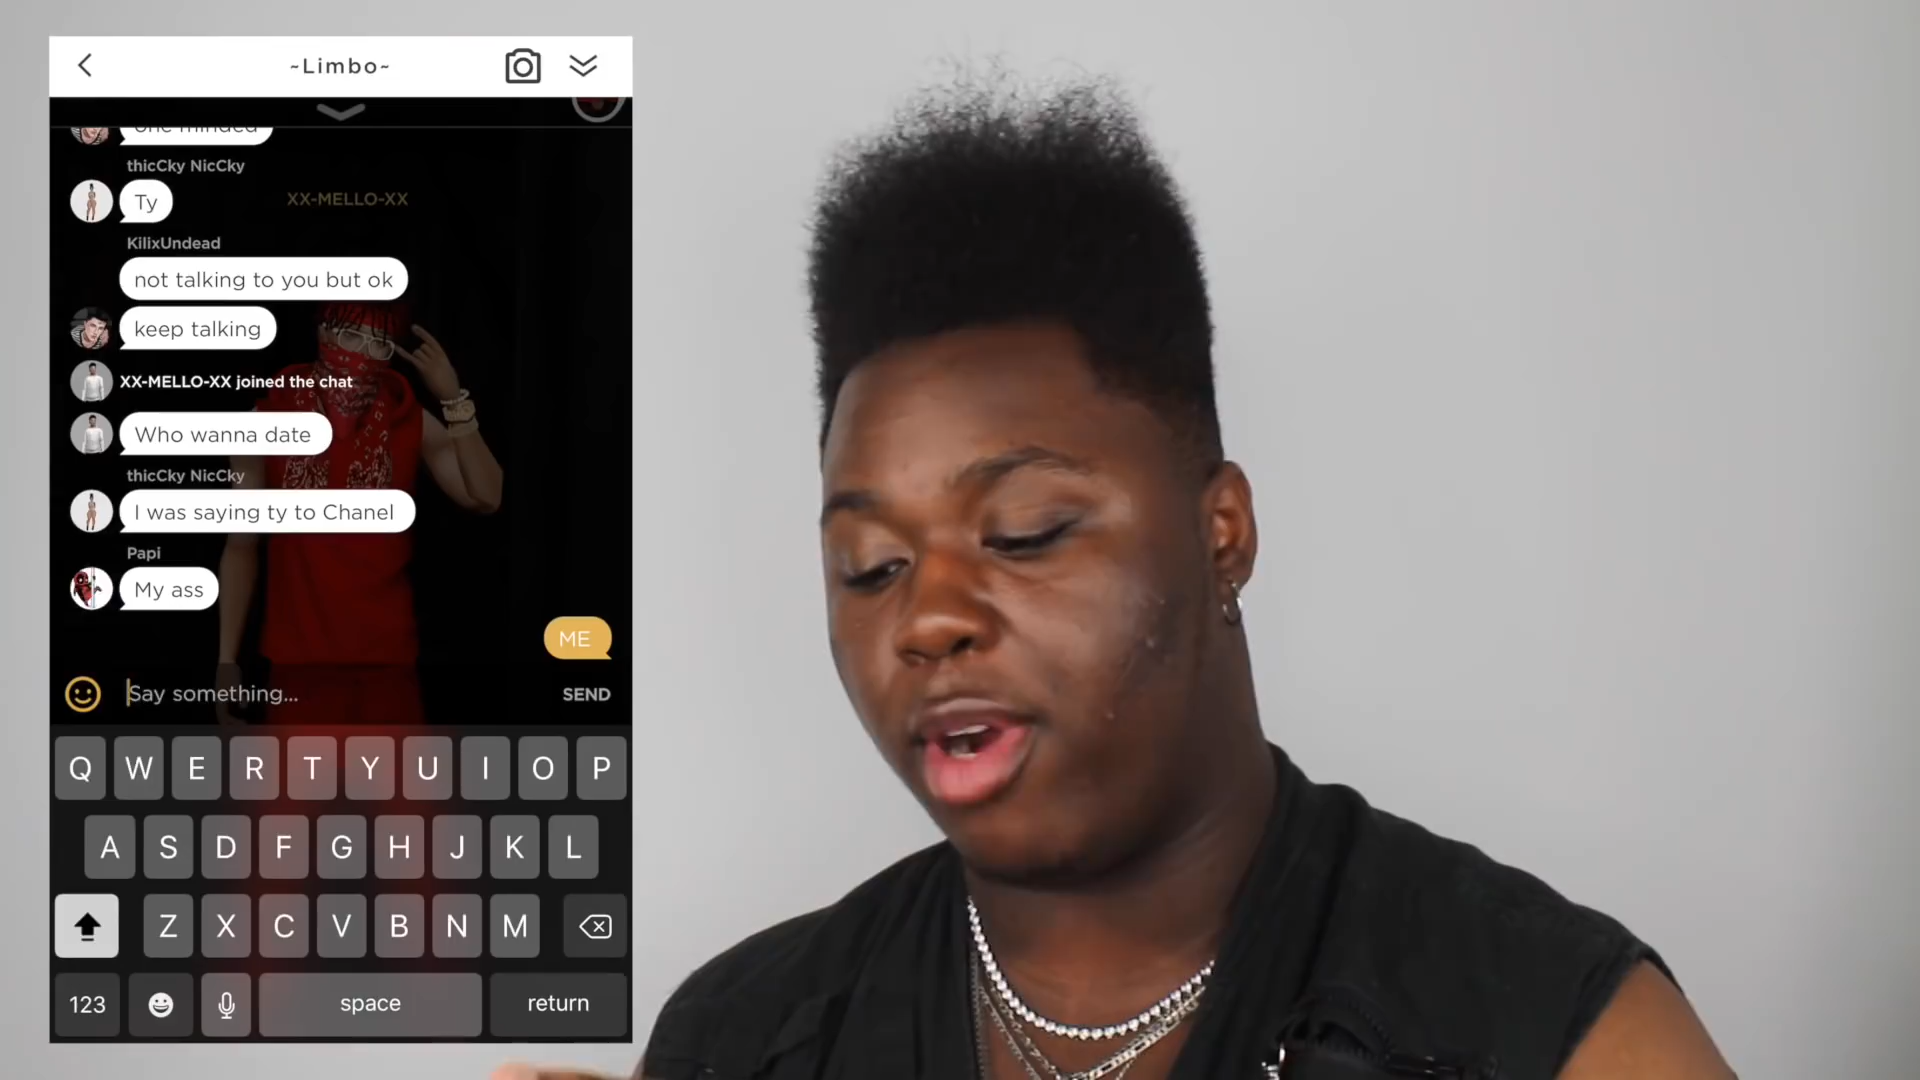 ~Limbo~
one minded
thicCky NicCky
Ty
XX-MELLO-XX
KilixUndead
not talking to you but ok
keep talking
XX-MELLO-XX joined the chat
Who wanna date
thicCky NicCky
I was saying ty to Chanel
Papi
My ass
ME
Say something...
SEND
Q W E R T Y U I O P
A S D F G H J K L
Z X C V B N M
123
space
return